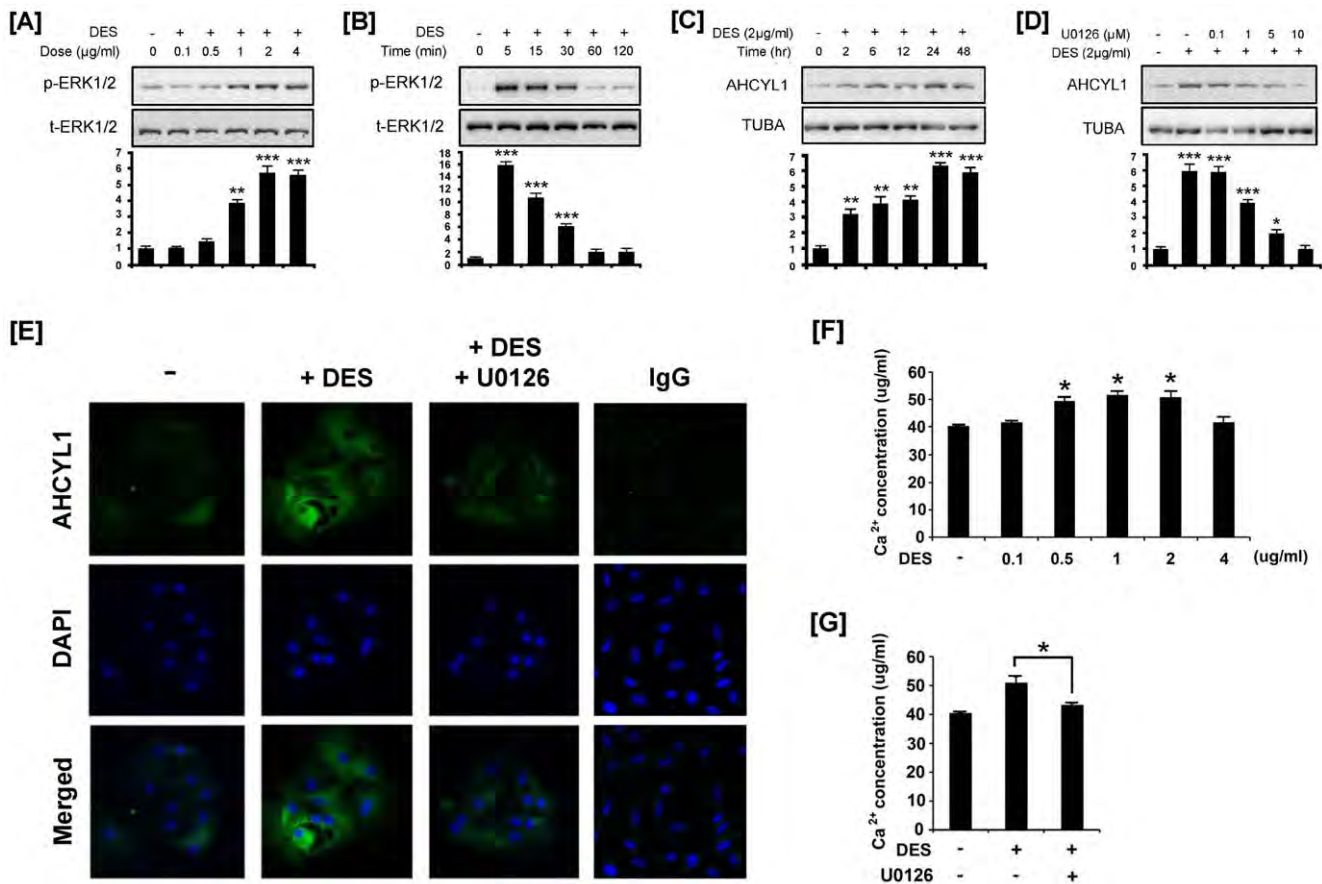 [A]
DES - + + + + +
Dose (µg/ml) 0 0.1 0.5 1 2 4
p-ERK1/2
t-ERK1/2
7
6
5
4
3
2
1
0
** *** ***
[B]
DES - + + + + +
Time (min) 0 5 15 30 60 120
p-ERK1/2
t-ERK1/2
18
16
14
12
10
8
6
4
2
0
*** *** ***
[C]
DES (2µg/ml) - + + + + +
Time (hr) 0 2 6 12 24 48
AHCYL1
TUBA
7
6
5
4
3
2
1
0
** ** ** *** ***
[D]
U0126 (µM) - - 0.1 1 5 10
DES (2µg/ml) - + + + + +
AHCYL1
TUBA
7
6
5
4
3
2
1
0
*** *** *** *
[E]
- + DES + DES + U0126 IgG
AHCYL1
DAPI
Merged
[F]
Ca 2+ concentration (ug/ml)
60
50
40
30
20
10
0
* * *
DES - 0.1 0.5 1 2 4 (ug/ml)
[G]
Ca 2+ concentration (ug/ml)
60
50
40
30
20
10
0
*
DES - + +
U0126 - - +